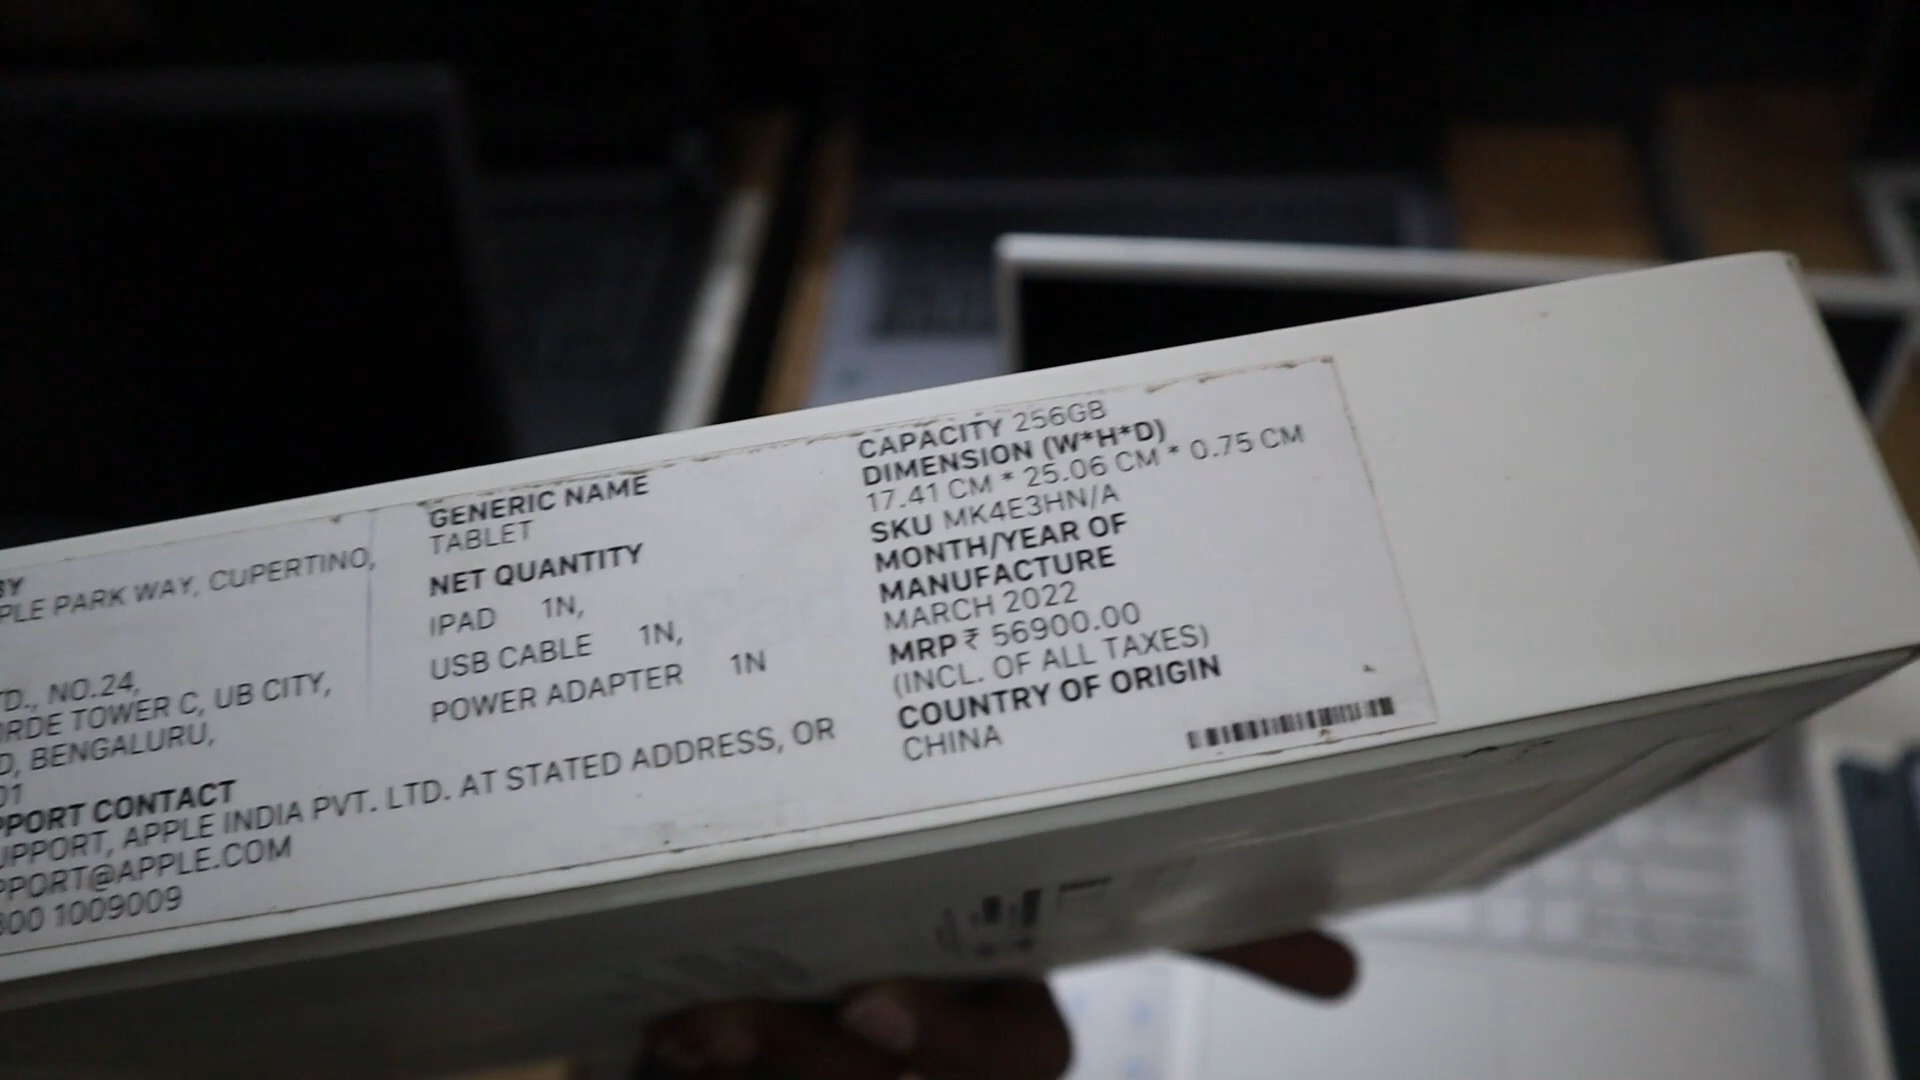 BY
PLE PARK WAY, CUPERTINO,
TD., NO.24,
ORDE TOWER C, UB CITY,
D, BENGALURU,
01
PPORT CONTACT
UPPORT, APPLE INDIA PVT. LTD. AT STATED ADDRESS, OR
PPORT@APPLE.COM
800 1009009
GENERIC NAME
TABLET
NET QUANTITY
IPAD 1N,
USB CABLE 1N,
POWER ADAPTER 1N
CAPACITY 256GB
DIMENSION (W*H*D)
17.41 CM * 25.06 CM * 0.75 CM
SKU MK4E3HN/A
MONTH/YEAR OF
MANUFACTURE
MARCH 2022
MRP ₹ 56900.00
(INCL. OF ALL TAXES)
COUNTRY OF ORIGIN
CHINA